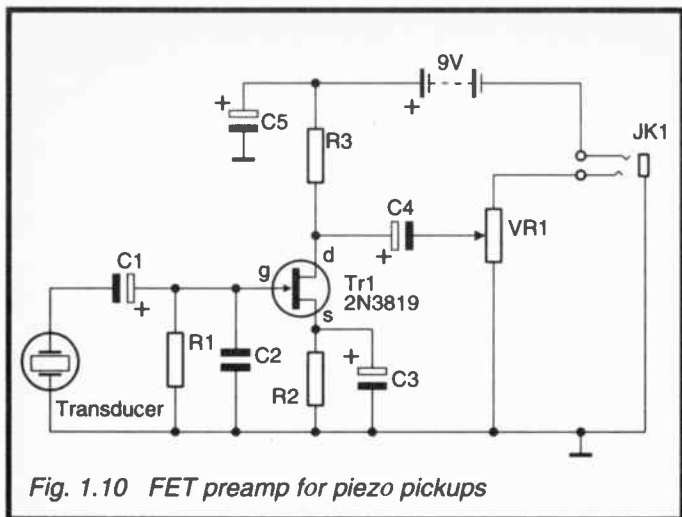 9V
+
+
C5
R3
JK1
C4
VR1
+
d
C1
g
Tr1
2N3819
+
s
+
R1
C2
R2
C3
Transducer
Fig. 1.10 FET preamp for piezo pickups